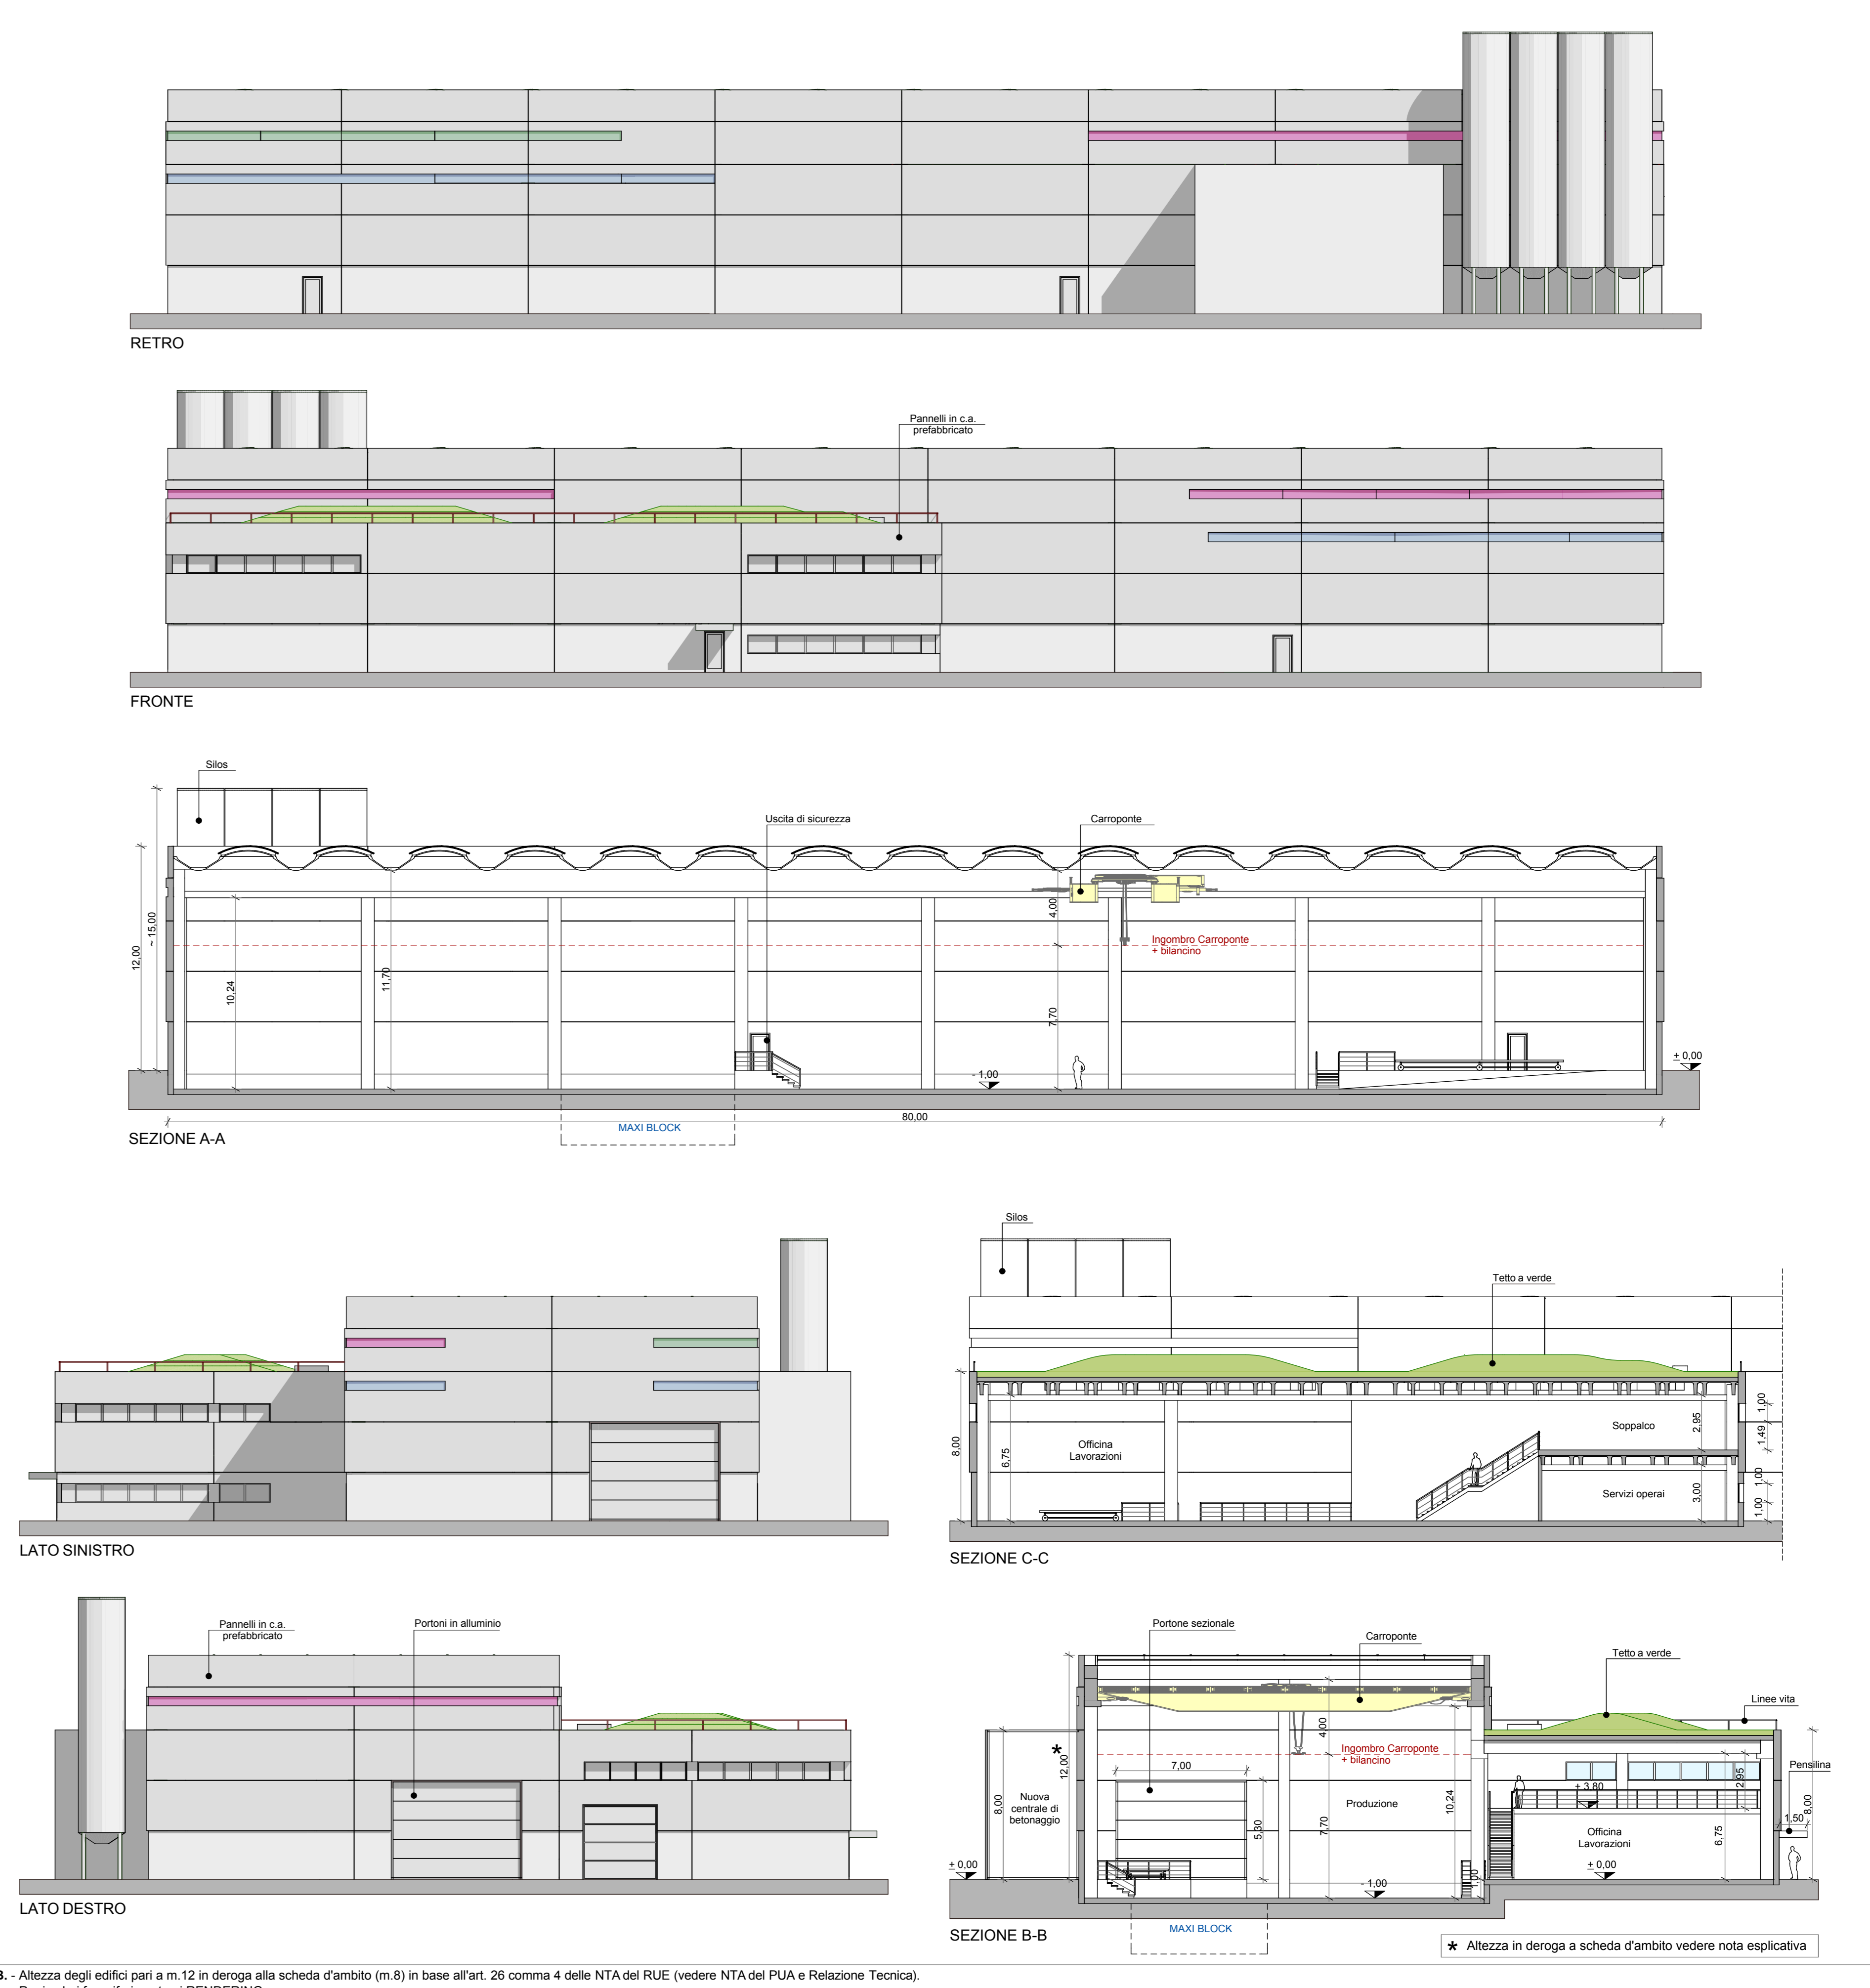 RETRO
Pannelli in c.a.
prefabbricato
FRONTE
Silos
Uscita di sicurezza
Carroponte
12,00
~ 15,00
10,24
11,70
4,00
Ingombro Carroponte
+ bilancino
7,70
- 1,00
+ 0,00
80,00
MAXI BLOCK
SEZIONE A-A
LATO SINISTRO
Silos
Tetto a verde
8,00
6,75
Officina
Lavorazioni
Soppalco
Servizi operai
2,95
3,00
1,00
1,49
1,00
1,00
SEZIONE C-C
Pannelli in c.a.
prefabbricato
Portoni in alluminio
LATO DESTRO
Portone sezionale
Carroponte
Tetto a verde
Linee vita
Pensilina
*
12,00
8,00
Nuova
centrale di
betonaggio
7,00
5,30
4,00
Ingombro Carroponte
+ bilancino
7,70
Produzione
10,24
1,00
+ 3,80
2,95
6,75
Officina
Lavorazioni
+ 0,00
1,50
8,00
+ 0,00
- 1,00
MAXI BLOCK
SEZIONE B-B
* Altezza in deroga a scheda d'ambito vedere nota esplicativa
- Altezza degli edifici pari a m.12 in deroga alla scheda d'ambito (m.8) in base all'art. 26 comma 4 delle NTA del RUE (vedere NTA del PUA e Relazione Tecnica).